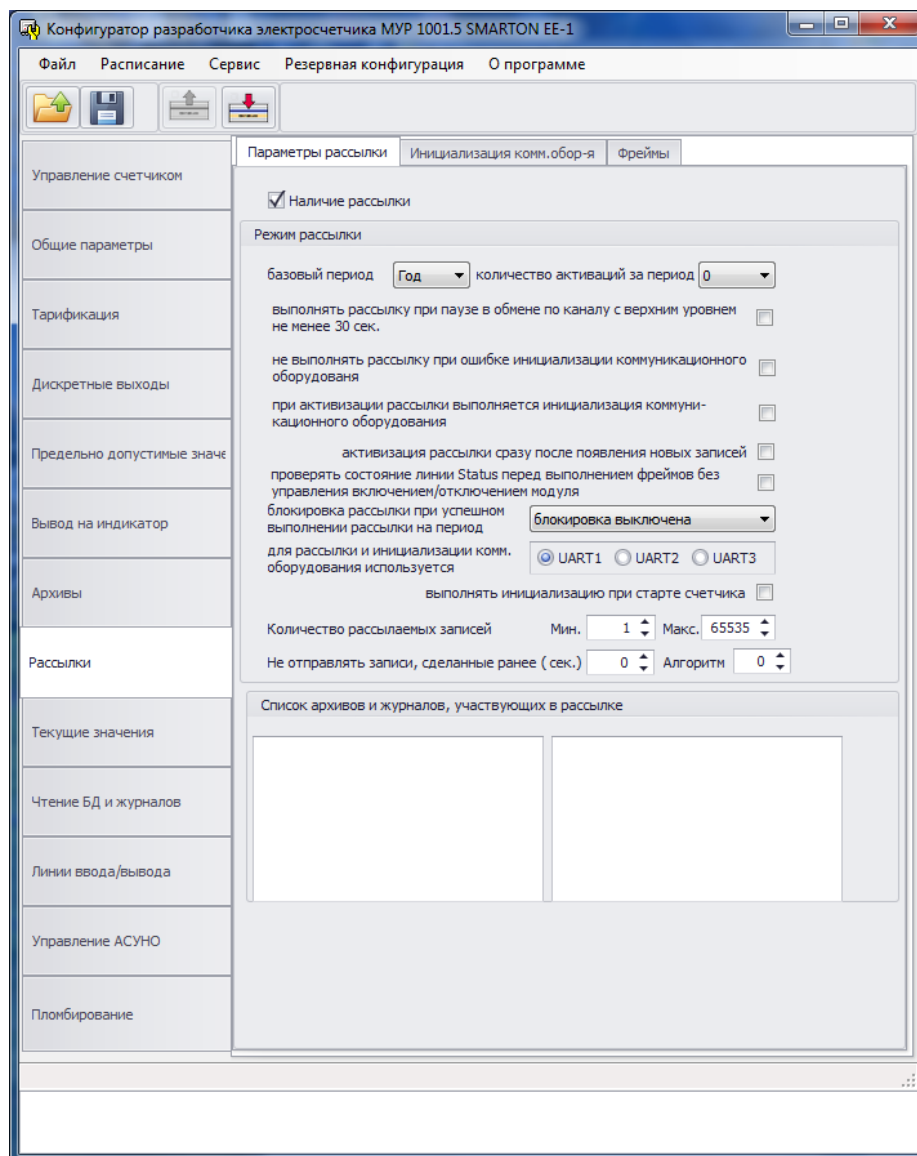 Конфигуратор разработчика электросчетчика МУР 1001.5 SMARTON EE-1
Файл Расписание Сервис Резервная конфигурация О программе
Управление счетчиком
Общие параметры
Тарификация
Дискретные выходы
Предельно допустимые значе
Вывод на индикатор
Архивы
Рассылки
Текущие значения
Чтение БД и журналов
Линии ввода/вывода
Управление АСУНО
Пломбирование
Параметры рассылки Инициализация комм.обор-я Фреймы
Наличие рассылки
Режим рассылки
базовый период Год количество активаций за период 0
выполнять рассылку при паузе в обмене по каналу с верхним уровнем
не менее 30 сек.
не выполнять рассылку при ошибке инициализации коммуникационного
оборудованя
при активизации рассылки выполняется инициализация коммуни-
кационного оборудования
активизация рассылки сразу после появления новых записей
проверять состояние линии Status перед выполнением фреймов без
управления включением/отключением модуля
блокировка рассылки при успешном
выполнении рассылки на период
блокировка выключена
для рассылки и инициализации комм.
оборудования используется
UART1 UART2 UART3
выполнять инициализацию при старте счетчика
Количество рассылаемых записей Мин. 1 Макс. 65535
Не отправлять записи, сделанные ранее ( сек.) 0 Алгоритм 0
Список архивов и журналов, участвующих в рассылке